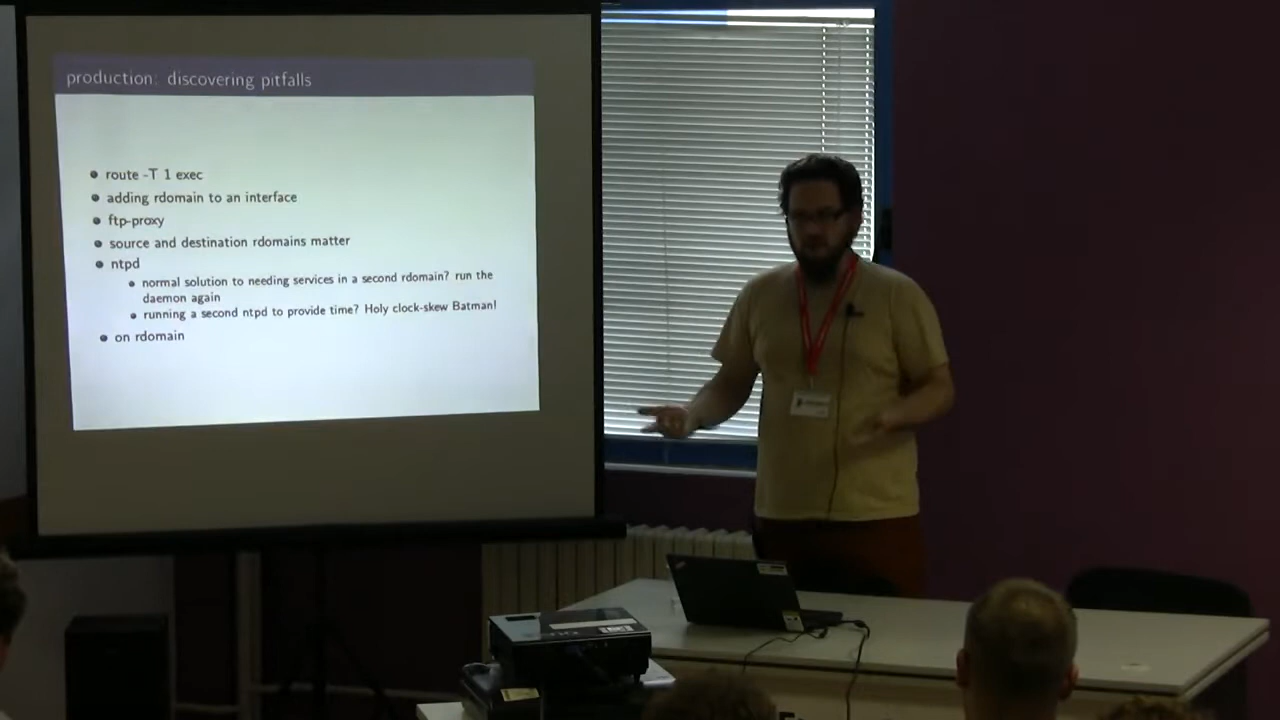 production: discovering pitfalls
route -T 1 exec
adding rdomain to an interface
ftp-proxy
source and destination rdomains matter
ntpd
normal solution to needing services in a second rdomain? run the
daemon again
running a second ntpd to provide time? Holy clock-skew Batman!
on rdomain